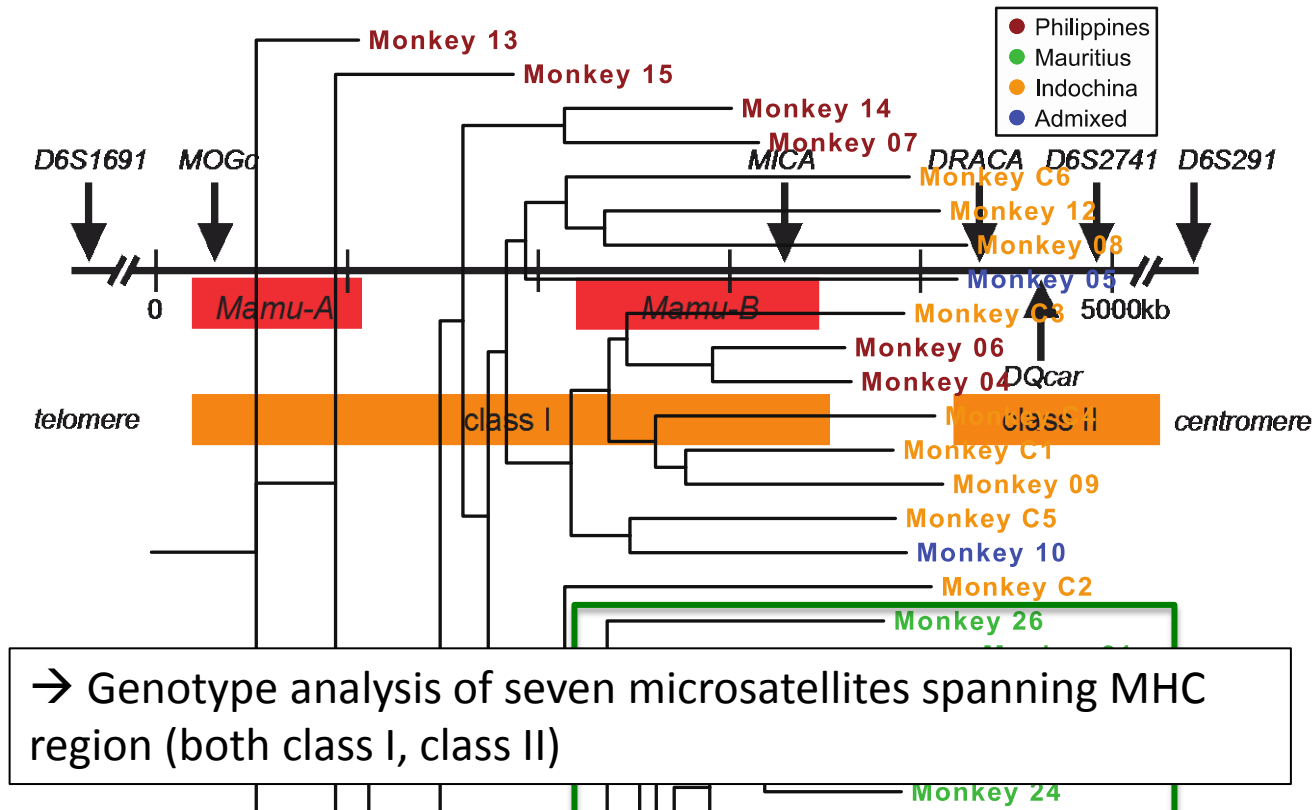 Monkey 13
Philippines
Mauritius
Indochina
Admixed
Monkey 15
Monkey 14
Monkey 07
D6S1691 MOGc MICA DRACA D6S2741 D6S291
Monkey C6
Monkey 12
Monkey 08
Monkey 05
0 Mamu-A Mamu-B 5000kb
Monkey C3
Monkey 06
Monkey 04
DQcar
telomere class I class II centromere
Monkey
Monkey C1
Monkey 09
Monkey C5
Monkey 10
Monkey C2
Monkey 26
→ Genotype analysis of seven microsatellites spanning MHC
region (both class I, class II)
Monkey 24